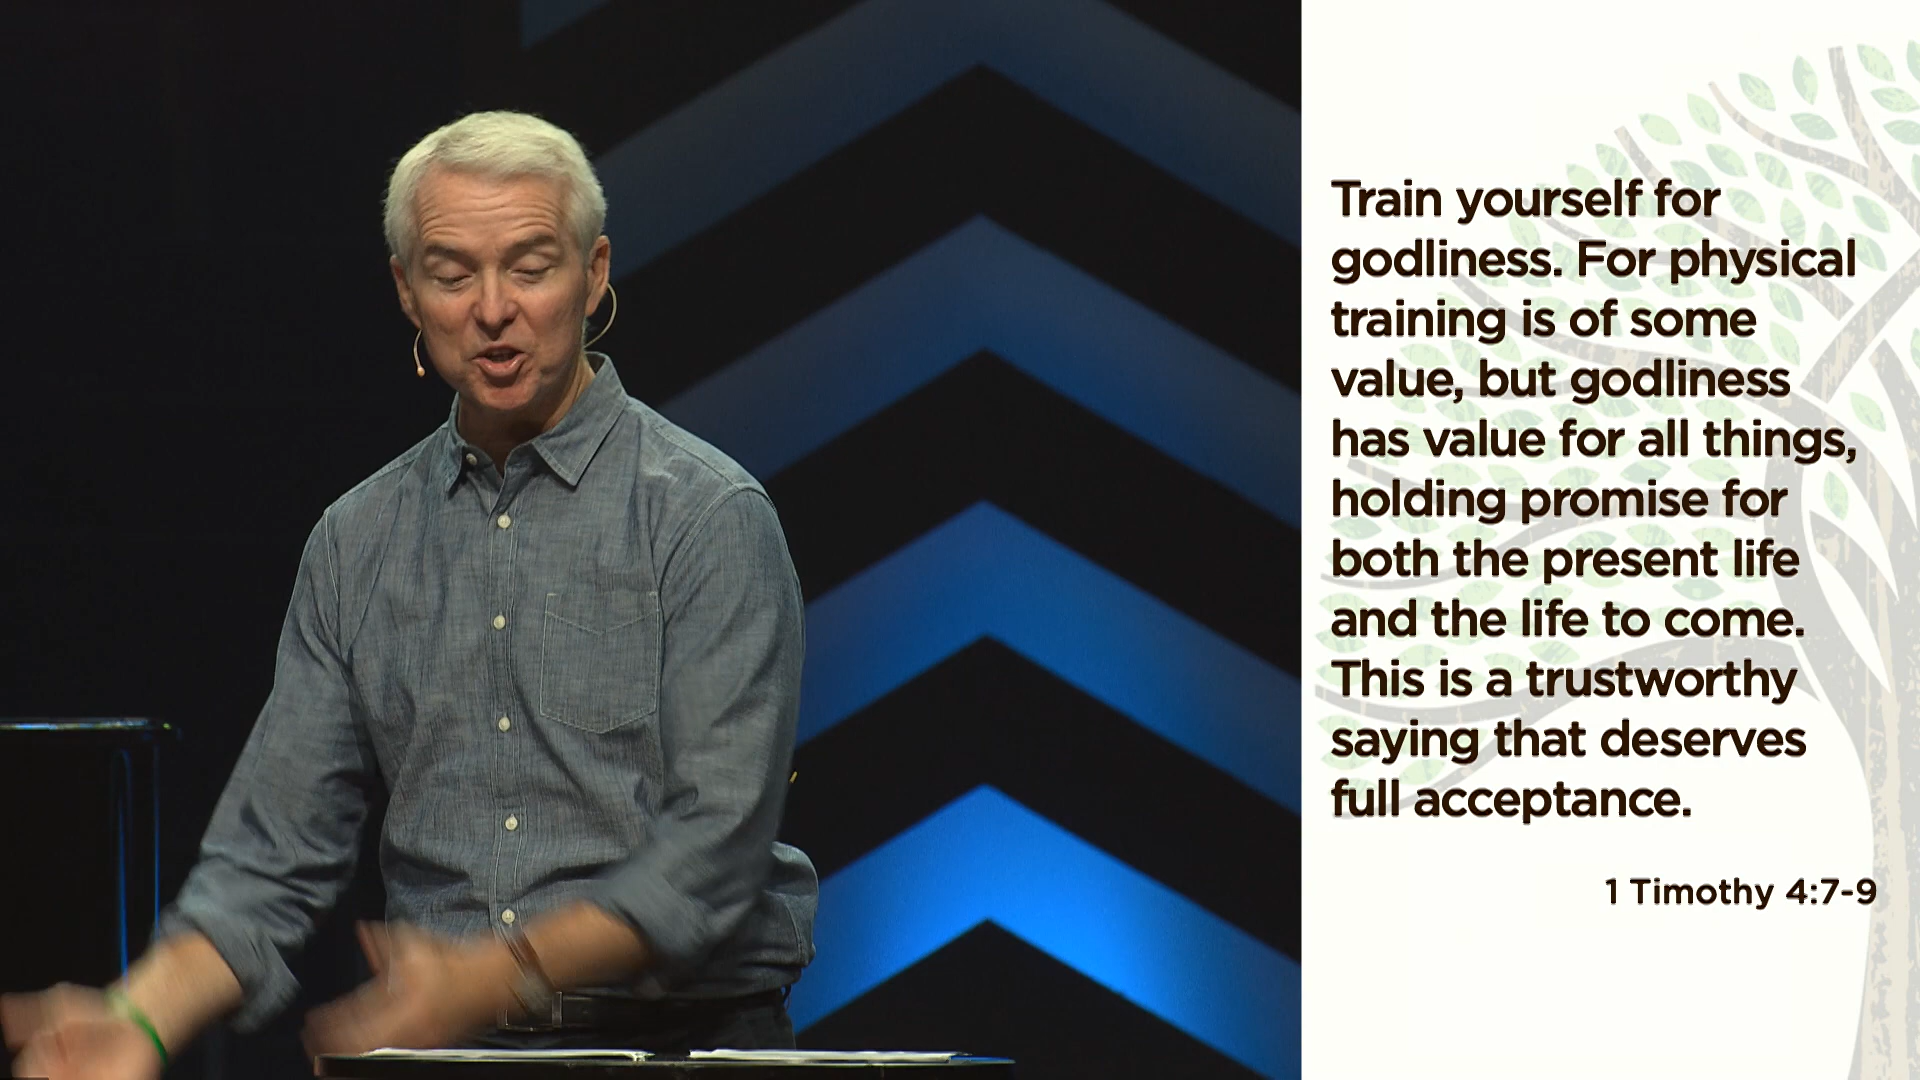 Train yourself for
godliness. For physical
training is of some
value, but godliness
has value for all things,
holding promise for
both the present life
and the life to come.
This is a trustworthy
saying that deserves
full acceptance.
1 Timothy 4:7-9